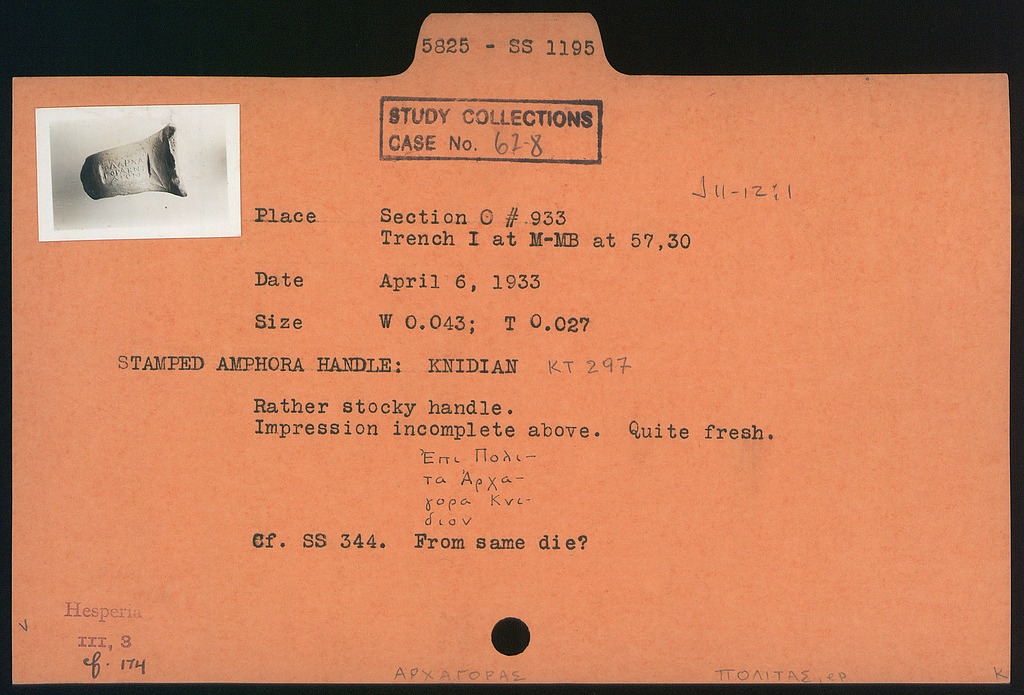 5825 - SS 1195
STUDY COLLECTIONS
CASE No. 67-8
J 11-12:1
Place Section O # 933
Trench I at M-MB at 57,30
Date April 6, 1933
Size W 0.043; T 0.027
STAMPED AMPHORA HANDLE: KNIDIAN KT 297
Rather stocky handle.
Impression incomplete above. Quite fresh.
Ἐπι Πολι-
τα Ἀρχα-
γορα Κνι-
διον
Cf. SS 344. From same die?
Hesperia
III, 3
cf. 174
ΑΡΧΑΓΟΡΑΣ ΠΟΛΙΤΑΣ, ep K